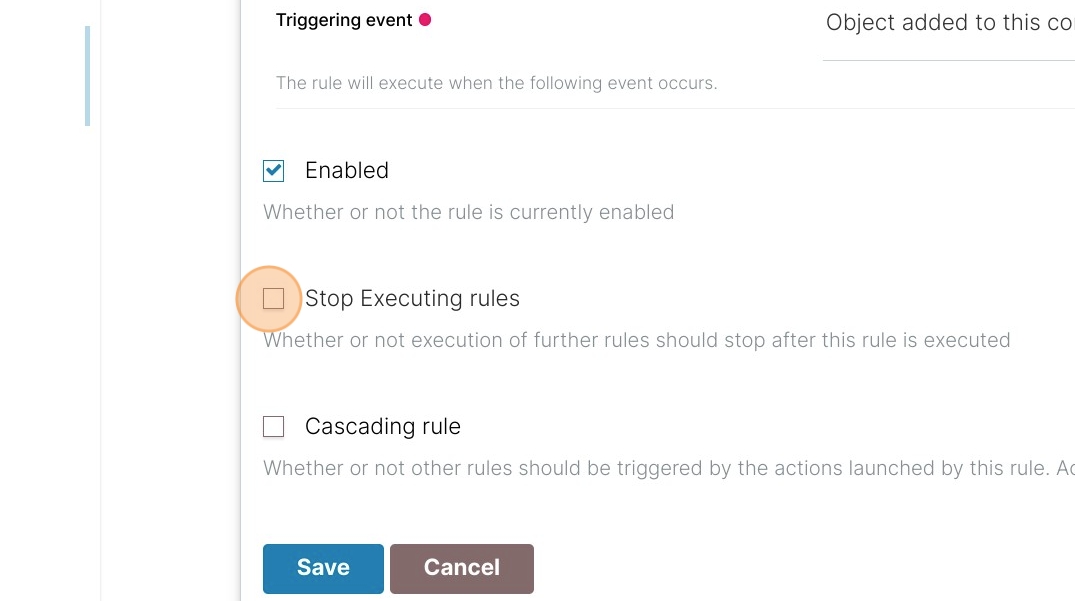 Triggering event
Object added to this
The rule will execute when the following event occurs.
Enabled
Whether or not the rule is currently enabled
Stop Executing rules
Whether or not execution of further rules should stop after this rule is executed
Cascading rule
Whether or not other rules should be triggered by the actions launched by this rule.
Save
Cancel